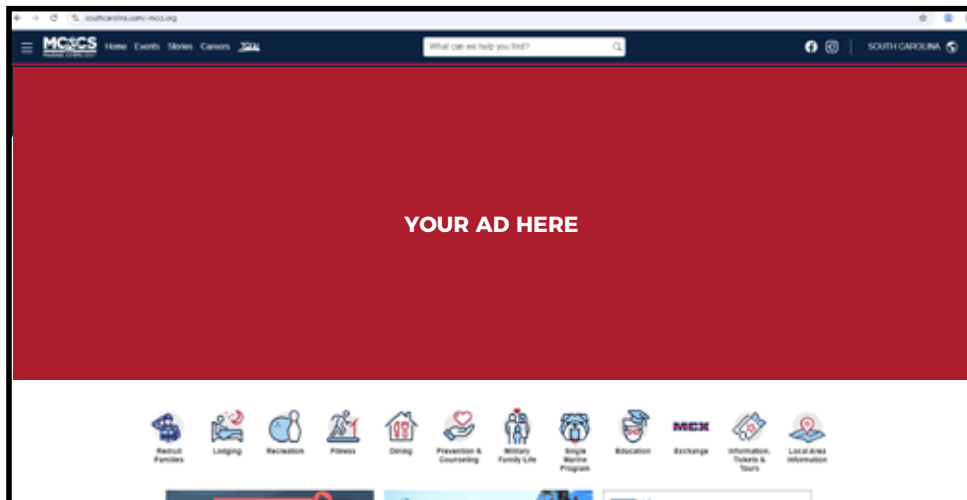 southcarolina.usmc-mccs.org
MCCS Home Events Stories Careers What can we help you find? SOUTH CAROLINA
YOUR AD HERE
Recruit Families
Lodging
Recreation
Fitness
Dining
Prevention & Counseling
Military Family Life
Single Marine Program
Education
MCX
Exchange
Information, Tickets & Tours
Local Area Information